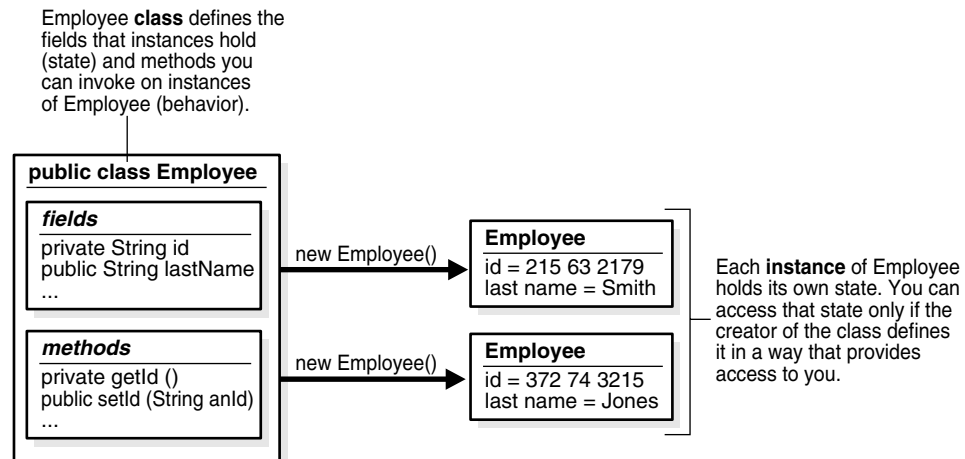 Employee class defines the
fields that instances hold
(state) and methods you
can invoke on instances
of Employee (behavior).
public class Employee
fields
private String id
public String lastName
...
methods
private getId ()
public setId (String anId)
...
new Employee()
new Employee()
Employee
id = 215 63 2179
last name = Smith
Employee
id = 372 74 3215
last name = Jones
Each instance of Employee
holds its own state. You can
access that state only if the
creator of the class defines
it in a way that provides
access to you.